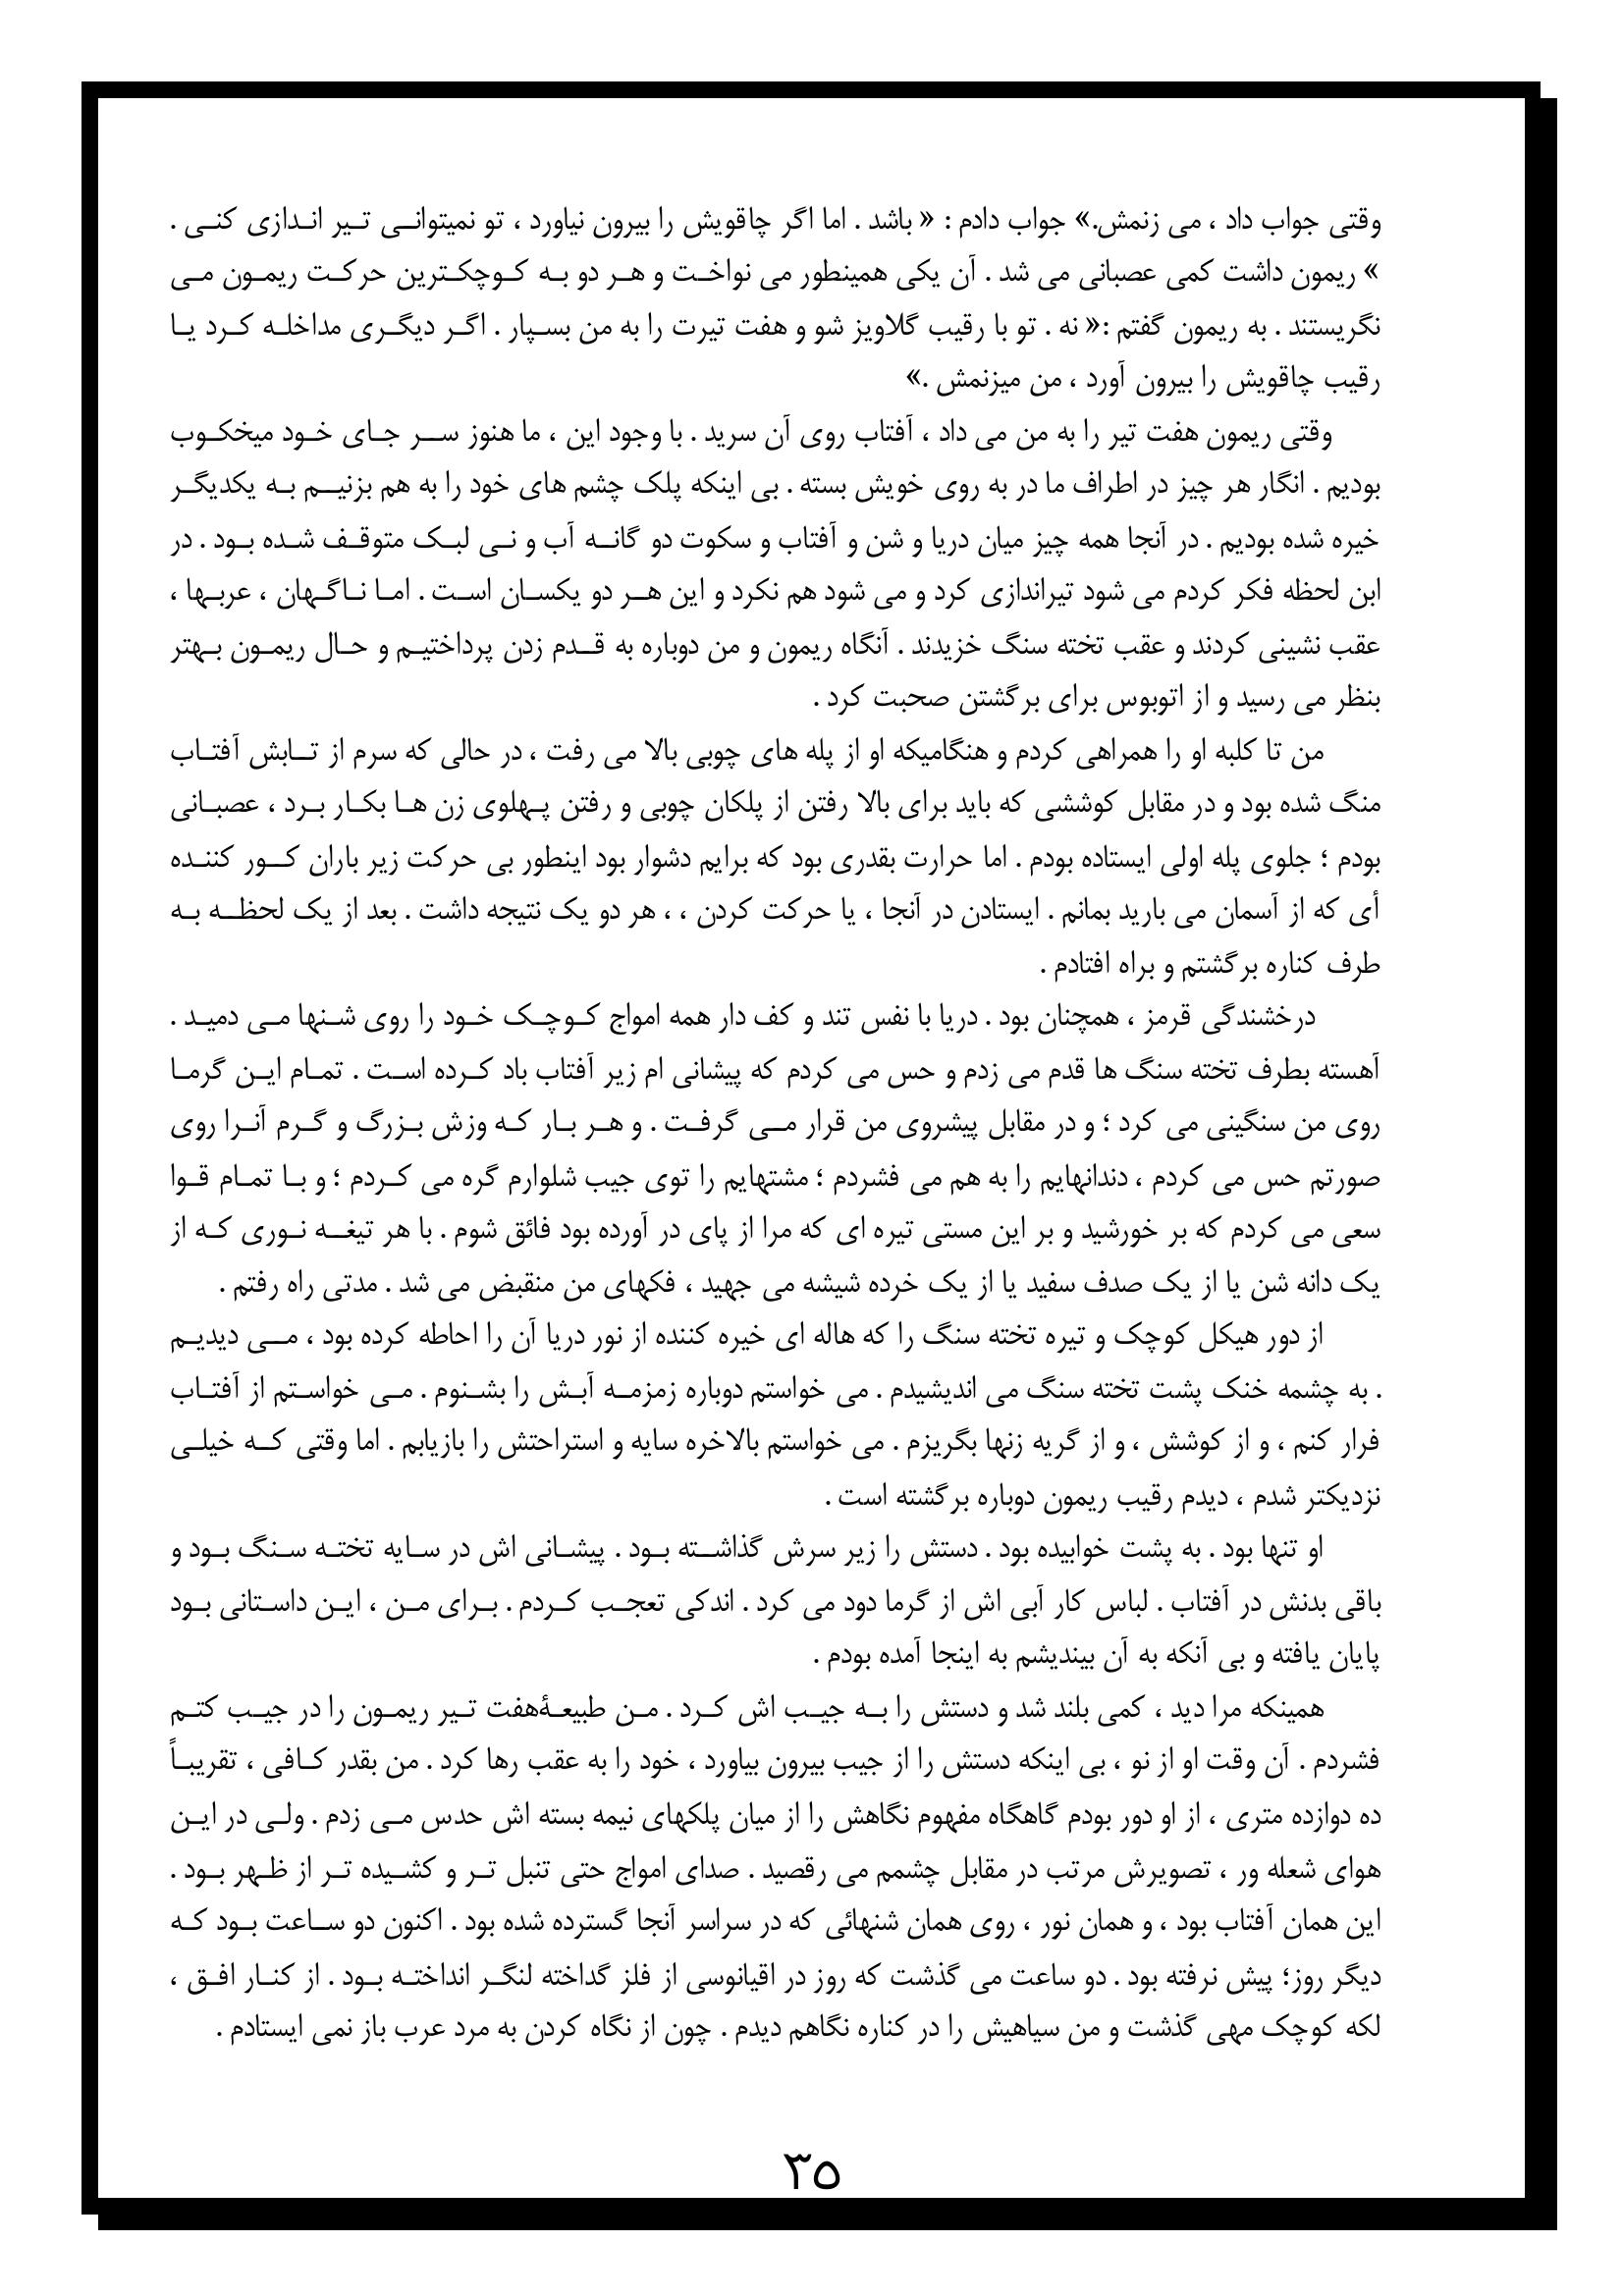 وقتی جواب داد ، می زنمش.» جواب دادم : « باشد . اما اگر چاقویش را بیرون نیاورد ، تو نمیتوانی تیر اندازی کنی .
» ریمون داشت کمی عصبانی می شد . آن یکی همینطور می نواخت و هر دو به کوچکترین حرکت ریمون می
نگریستند . به ریمون گفتم :« نه . تو با رقیب گلاویز شو و هفت تیرت را به من بسپار . اگر دیگری مداخله کرد یا
رقیب چاقویش را بیرون آورد ، من میزنمش .»
وقتی ریمون هفت تیر را به من می داد ، آفتاب روی آن سرید . با وجود این ، ما هنوز سر جای خود میخکوب
بودیم . انگار هر چیز در اطراف ما در به روی خویش بسته . بی اینکه پلک چشم های خود را به هم بزنیم به یکدیگر
خیره شده بودیم . در آنجا همه چیز میان دریا و شن و آفتاب و سکوت دو گانه آب و نی لبک متوقف شده بود . در
ابن لحظه فکر کردم می شود تیراندازی کرد و می شود هم نکرد و این هر دو یکسان است . اما ناگهان ، عربها ،
عقب نشینی کردند و عقب تخته سنگ خزیدند . آنگاه ریمون و من دوباره به قدم زدن پرداختیم و حال ریمون بهتر
بنظر می رسید و از اتوبوس برای برگشتن صحبت کرد .
من تا کلبه او را همراهی کردم و هنگامیکه او از پله های چوبی بالا می رفت ، در حالی که سرم از تابش آفتاب
منگ شده بود و در مقابل کوششی که باید برای بالا رفتن از پلکان چوبی و رفتن پهلوی زن ها بکار برد ، عصبانی
بودم ؛ جلوی پله اولی ایستاده بودم . اما حرارت بقدری بود که برایم دشوار بود اینطور بی حرکت زیر باران کور کننده
أی که از آسمان می بارید بمانم . ایستادن در آنجا ، یا حرکت کردن ، ، هر دو یک نتیجه داشت . بعد از یک لحظه به
طرف کناره برگشتم و براه افتادم .
درخشندگی قرمز ، همچنان بود . دریا با نفس تند و کف دار همه امواج کوچک خود را روی شنها می دمید .
آهسته بطرف تخته سنگ ها قدم می زدم و حس می کردم که پیشانی ام زیر آفتاب باد کرده است . تمام این گرما
روی من سنگینی می کرد ؛ و در مقابل پیشروی من قرار می گرفت . و هر بار که وزش بزرگ و گرم آنرا روی
صورتم حس می کردم ، دندانهایم را به هم می فشردم ؛ مشتهایم را توی جیب شلوارم گره می کردم ؛ و با تمام قوا
سعی می کردم که بر خورشید و بر این مستی تیره ای که مرا از پای در آورده بود فائق شوم . با هر تیغه نوری که از
یک دانه شن یا از یک صدف سفید یا از یک خرده شیشه می جهید ، فکهای من منقبض می شد . مدتی راه رفتم .
از دور هیکل کوچک و تیره تخته سنگ را که هاله ای خیره کننده از نور دریا آن را احاطه کرده بود ، می دیدیم
. به چشمه خنک پشت تخته سنگ می اندیشیدم . می خواستم دوباره زمزمه آبش را بشنوم . می خواستم از آفتاب
فرار کنم ، و از کوشش ، و از گریه زنها بگریزم . می خواستم بالاخره سایه و استراحتش را بازیابم . اما وقتی که خیلی
نزدیکتر شدم ، دیدم رقیب ریمون دوباره برگشته است .
او تنها بود . به پشت خوابیده بود . دستش را زیر سرش گذاشته بود . پیشانی اش در سایه تخته سنگ بود و
باقی بدنش در آفتاب . لباس کار آبی اش از گرما دود می کرد . اندکی تعجب کردم . برای من ، این داستانی بود
پایان یافته و بی آنکه به آن بیندیشم به اینجا آمده بودم .
همینکه مرا دید ، کمی بلند شد و دستش را به جیب اش کرد . من طبیعۀهفت تیر ریمون را در جیب کتم
فشردم . آن وقت او از نو ، بی اینکه دستش را از جیب بیرون بیاورد ، خود را به عقب رها کرد . من بقدر کافی ، تقریباً
ده دوازده متری ، از او دور بودم گاهگاه مفهوم نگاهش را از میان پلکهای نیمه بسته اش حدس می زدم . ولی در این
هوای شعله ور ، تصویرش مرتب در مقابل چشمم می رقصید . صدای امواج حتی تنبل تر و کشیده تر از ظهر بود .
این همان آفتاب بود ، و همان نور ، روی همان شنهائی که در سراسر آنجا گسترده شده بود . اکنون دو ساعت بود که
دیگر روز؛ پیش نرفته بود . دو ساعت می گذشت که روز در اقیانوسی از فلز گداخته لنگر انداخته بود . از کنار افق ،
لکه کوچک مهی گذشت و من سیاهیش را در کناره نگاهم دیدم . چون از نگاه کردن به مرد عرب باز نمی ایستادم .
۳۵